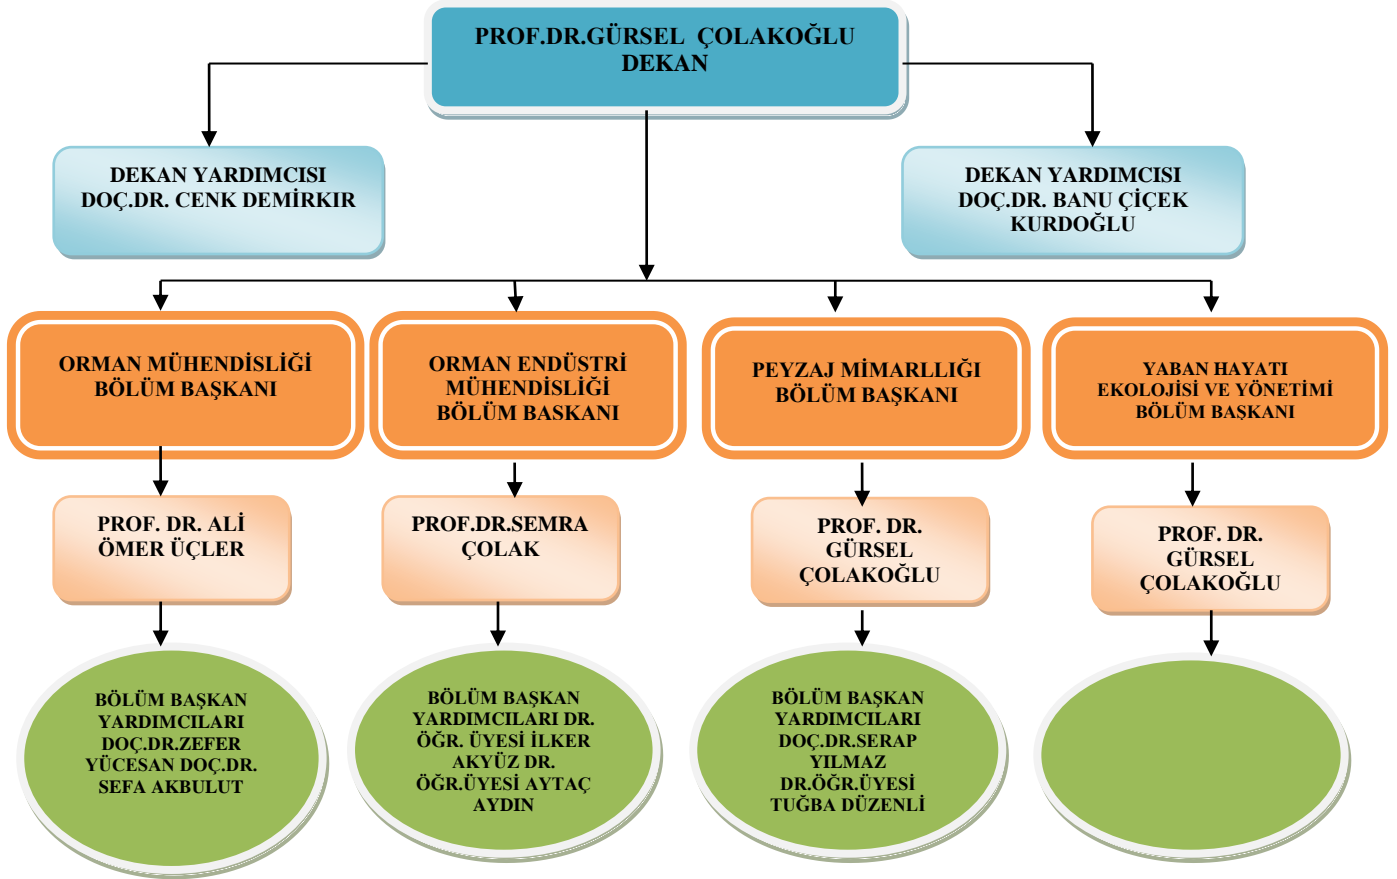 PROF.DR.GÜRSEL ÇOLAKOĞLU
DEKAN
DEKAN YARDIMCISI
DOÇ.DR. CENK DEMİRKIR
DEKAN YARDIMCISI
DOÇ.DR. BANU ÇİÇEK
KURDOĞLU
ORMAN MÜHENDİSLİĞİ
BÖLÜM BAŞKANI
ORMAN ENDÜSTRİ
MÜHENDİSLİĞİ
BÖLÜM BASKANI
PEYZAJ MİMARLLIĞI
BÖLÜM BAŞKANI
YABAN HAYATI
EKOLOJİSİ VE YÖNETİMİ
BÖLÜM BAŞKANI
PROF. DR. ALİ
ÖMER ÜÇLER
PROF.DR.SEMRA
ÇOLAK
PROF. DR.
GÜRSEL
ÇOLAKOĞLU
PROF. DR.
GÜRSEL
ÇOLAKOĞLU
BÖLÜM BAŞKAN
YARDIMCILARI
DOÇ.DR.ZEFER
YÜCESAN DOÇ.DR.
SEFA AKBULUT
BÖLÜM BAŞKAN
YARDIMCILARI DR.
ÖĞR. ÜYESİ İLKER
AKYÜZ DR.
ÖĞR.ÜYESİ AYTAÇ
AYDIN
BÖLÜM BAŞKAN
YARDIMCILARI
DOÇ.DR.SERAP
YILMAZ
DR.ÖĞR.ÜYESİ
TUĞBA DÜZENLİ